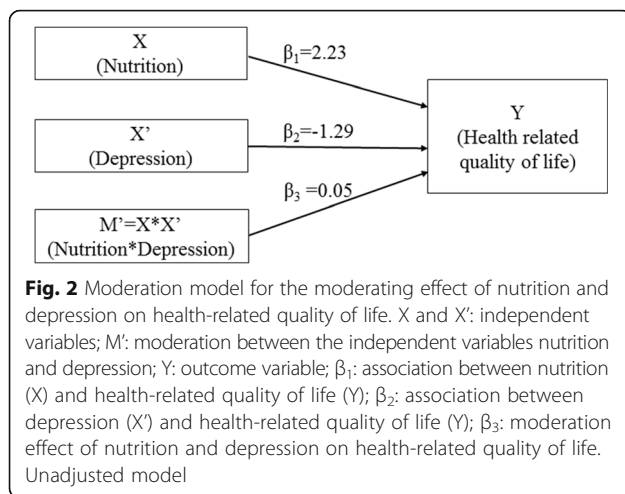 X
(Nutrition)
β₁=2.23
X’
(Depression)
β₂=-1.29
Y
(Health related
quality of life)
β₃ =0.05
M’=X*X’
(Nutrition*Depression)
Fig. 2 Moderation model for the moderating effect of nutrition and
depression on health-related quality of life. X and X’: independent
variables; M’: moderation between the independent variables nutrition
and depression; Y: outcome variable; β₁: association between nutrition
(X) and health-related quality of life (Y); β₂: association between
depression (X’) and health-related quality of life (Y); β₃: moderation
effect of nutrition and depression on health-related quality of life.
Unadjusted model